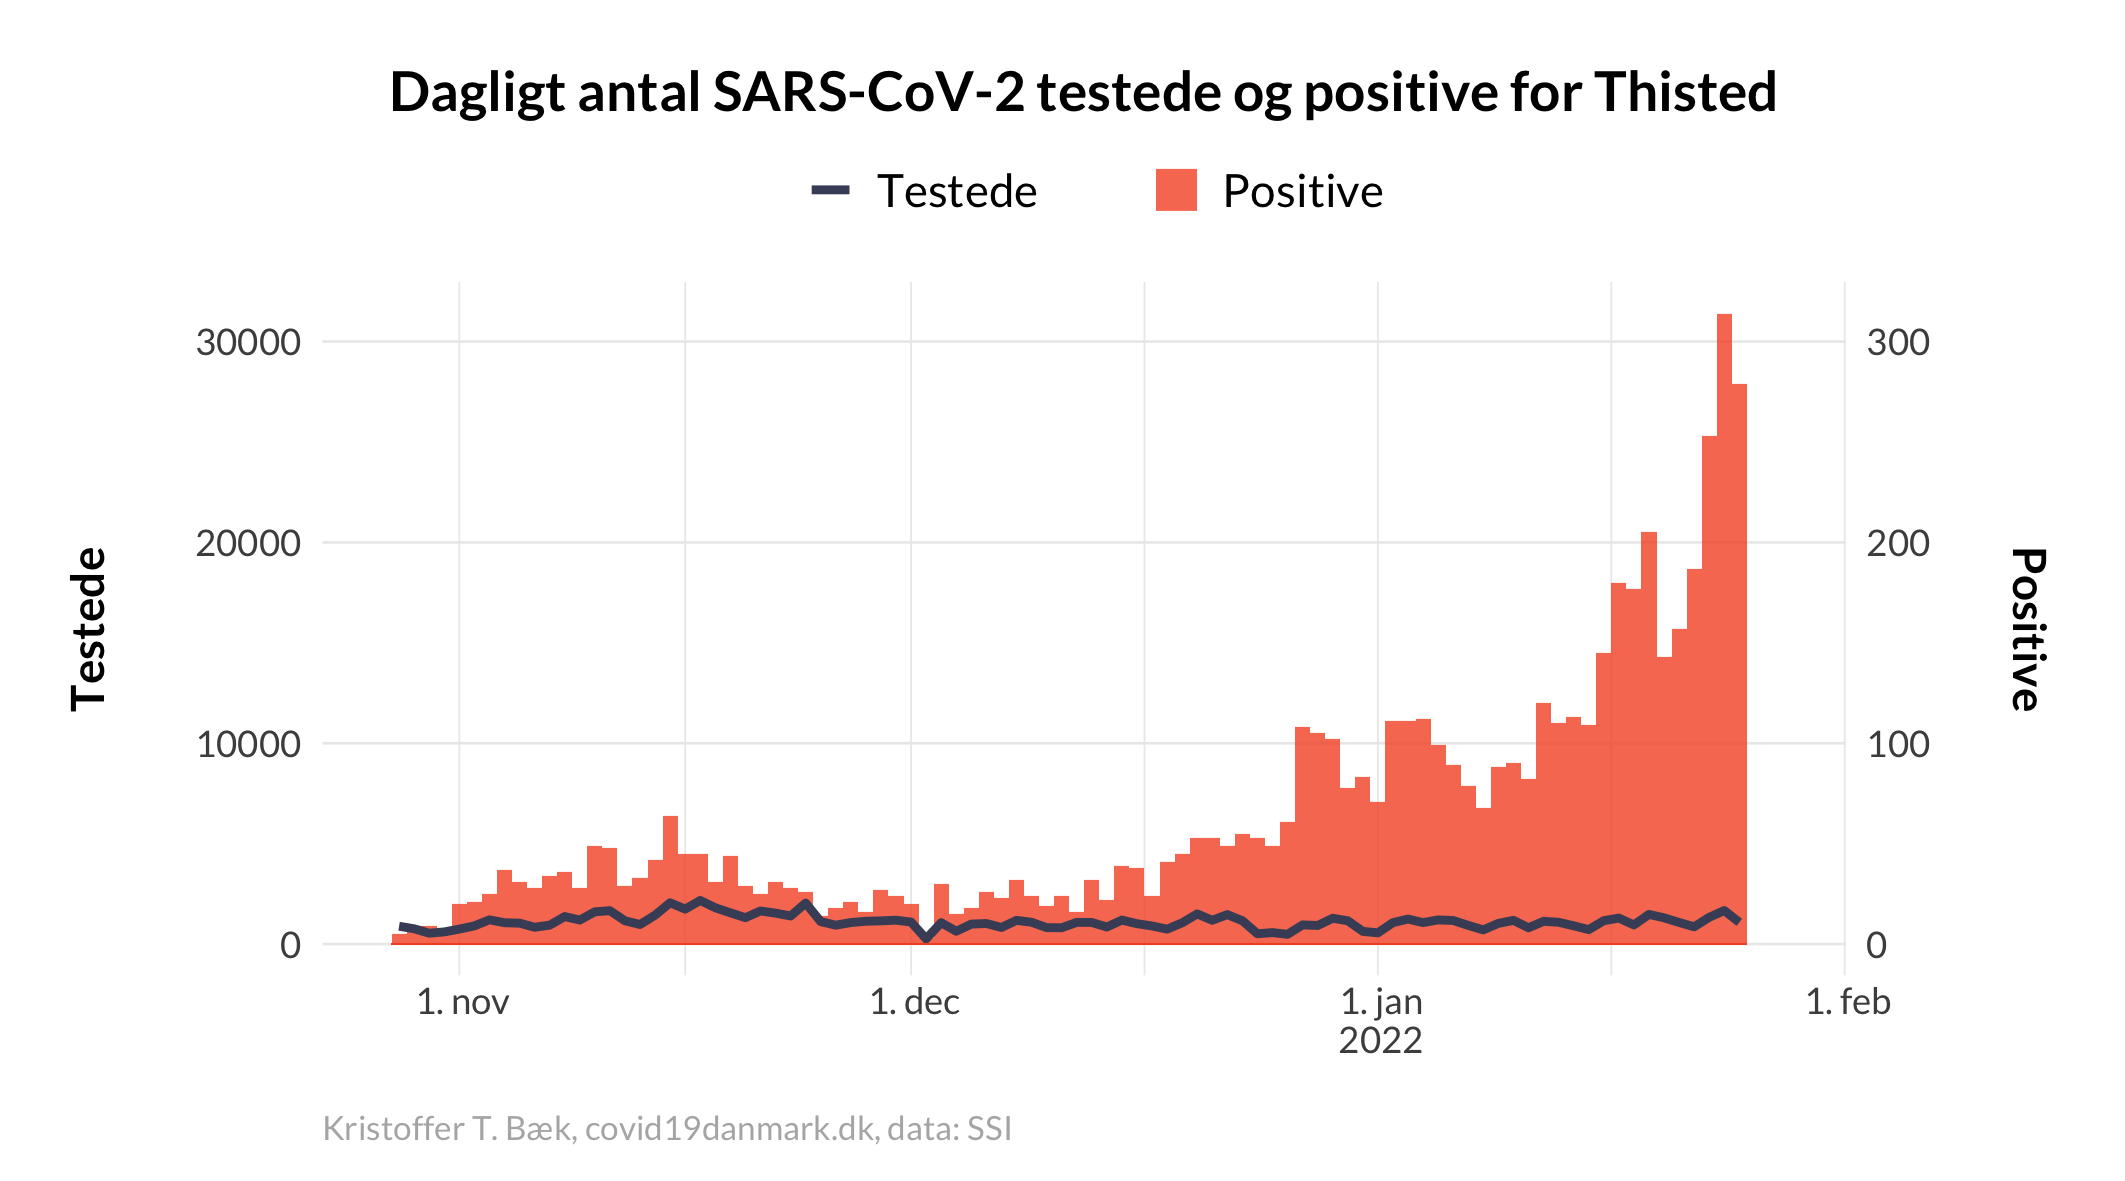 Dagligt antal SARS-CoV-2 testede og positive for Thisted
Testede
Positive
30000
20000
10000
0
300
200
100
0
Testede
Positive
1. nov
1. dec
1. jan
2022
1. feb
Kristoffer T. Bæk, covid19danmark.dk, data: SSI